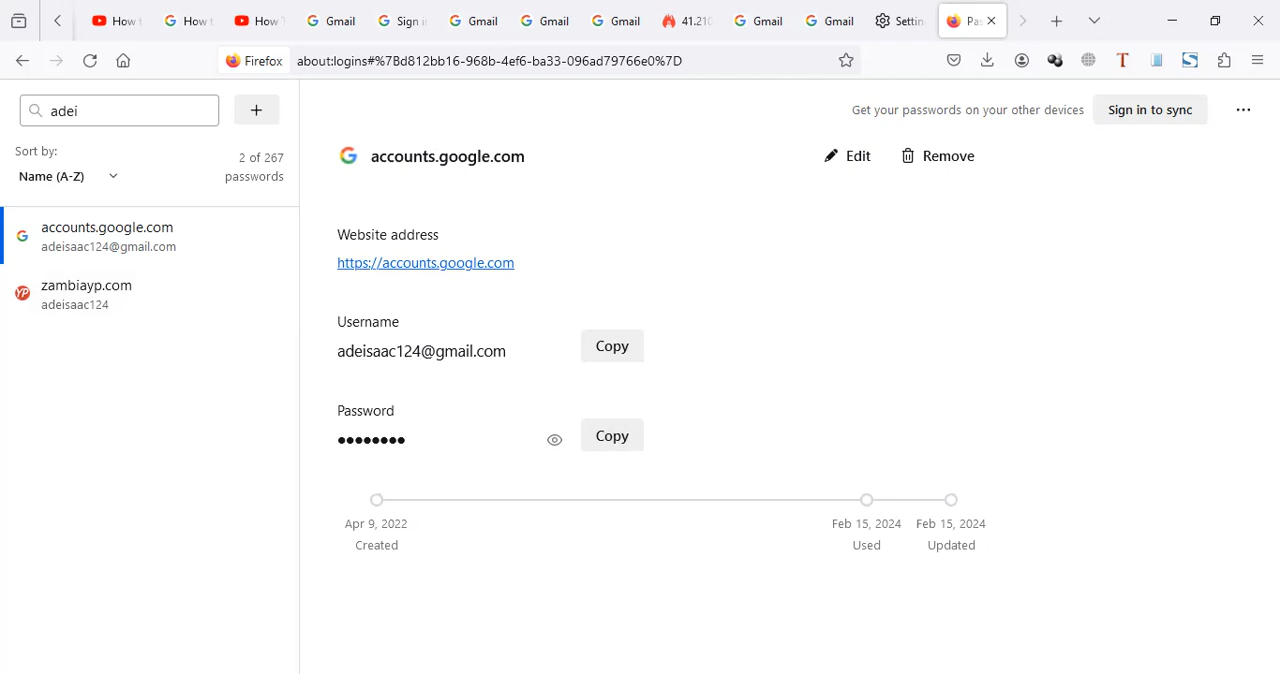 How t
How t
How T
Gmail
Sign i
Gmail
Gmail
Gmail
41.210
Gmail
Gmail
Settin
Pas
Firefox
about:logins#%7Bd812bb16-968b-4ef6-ba33-096ad79766e0%7D
adei
Get your passwords on your other devices
Sign in to sync
Sort by:
Name (A-Z)
2 of 267
passwords
accounts.google.com
adeisaac124@gmail.com
zambiayp.com
adeisaac124
accounts.google.com
Edit
Remove
Website address
https://accounts.google.com
Username
adeisaac124@gmail.com
Copy
Password
●●●●●●●●
Copy
Apr 9, 2022
Created
Feb 15, 2024
Used
Feb 15, 2024
Updated